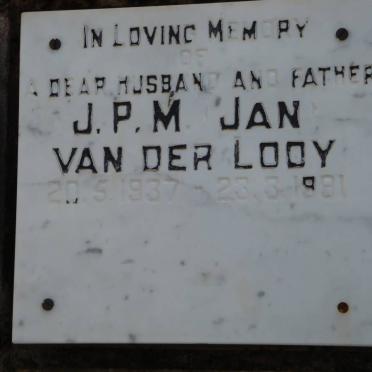 IN LOVING MEMORY
OF
A DEAR HUSBAND AND FATHER
J.P.M JAN
VAN DER LOOY
20.5.1937 - 23.3.1981